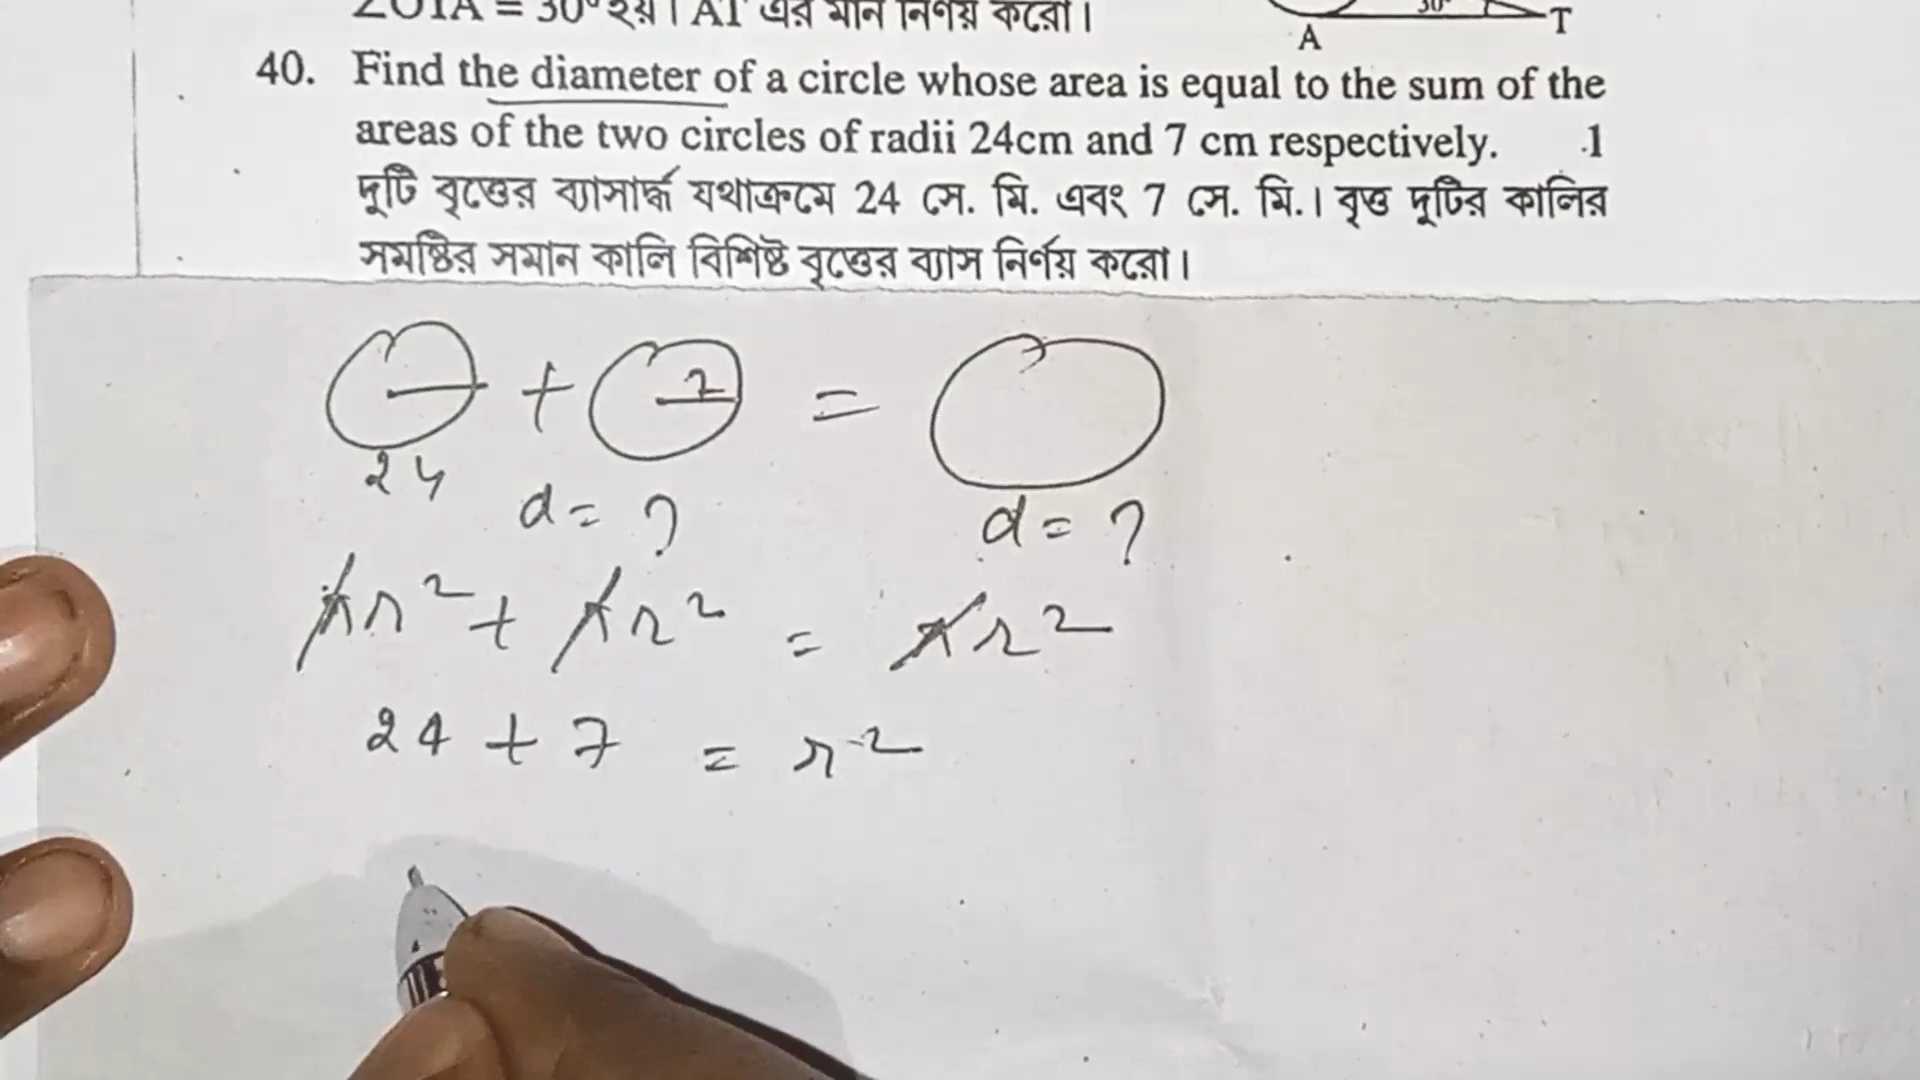 ∠OTA = 30° হয়। AT এর মান নির্ণয় করো।
30°
A
T
40. Find the diameter of a circle whose area is equal to the sum of the
areas of the two circles of radii 24cm and 7 cm respectively. 1
দুটি বৃত্তের ব্যাসার্দ্ধ যথাক্রমে 24 সে. মি. এবং 7 সে. মি.। বৃত্ত দুটির কালির
সমষ্টির সমান কালি বিশিষ্ট বৃত্তের ব্যাস নির্ণয় করো।
+ 7 =
24
d = ? d = ?
πr² + πr² = πr²
24 + 7 = r²